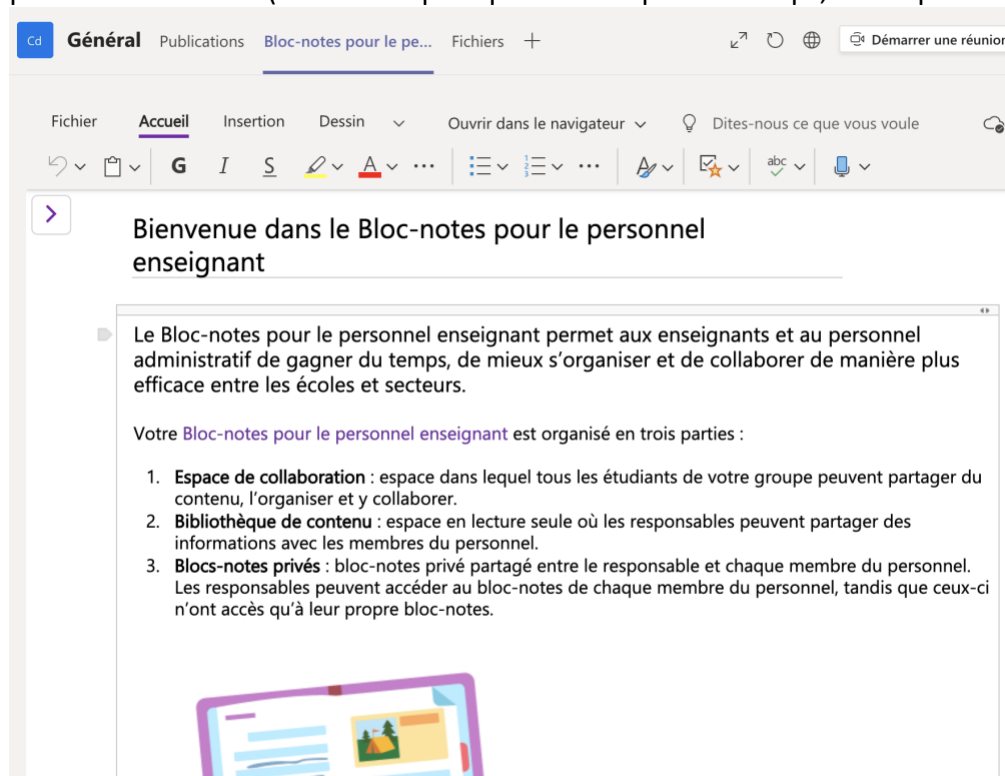 Cd Général Publications Bloc-notes pour le pe... Fichiers + Démarrer une réunion
Fichier Accueil Insertion Dessin Ouvrir dans le navigateur Dites-nous ce que vous voule
G I S A ... ... abc
Bienvenue dans le Bloc-notes pour le personnel
enseignant
Le Bloc-notes pour le personnel enseignant permet aux enseignants et au personnel
administratif de gagner du temps, de mieux s'organiser et de collaborer de manière plus
efficace entre les écoles et secteurs.
Votre Bloc-notes pour le personnel enseignant est organisé en trois parties :
1. Espace de collaboration : espace dans lequel tous les étudiants de votre groupe peuvent partager du
contenu, l'organiser et y collaborer.
2. Bibliothèque de contenu : espace en lecture seule où les responsables peuvent partager des
informations avec les membres du personnel.
3. Blocs-notes privés : bloc-notes privé partagé entre le responsable et chaque membre du personnel.
Les responsables peuvent accéder au bloc-notes de chaque membre du personnel, tandis que ceux-ci
n'ont accès qu'à leur propre bloc-notes.